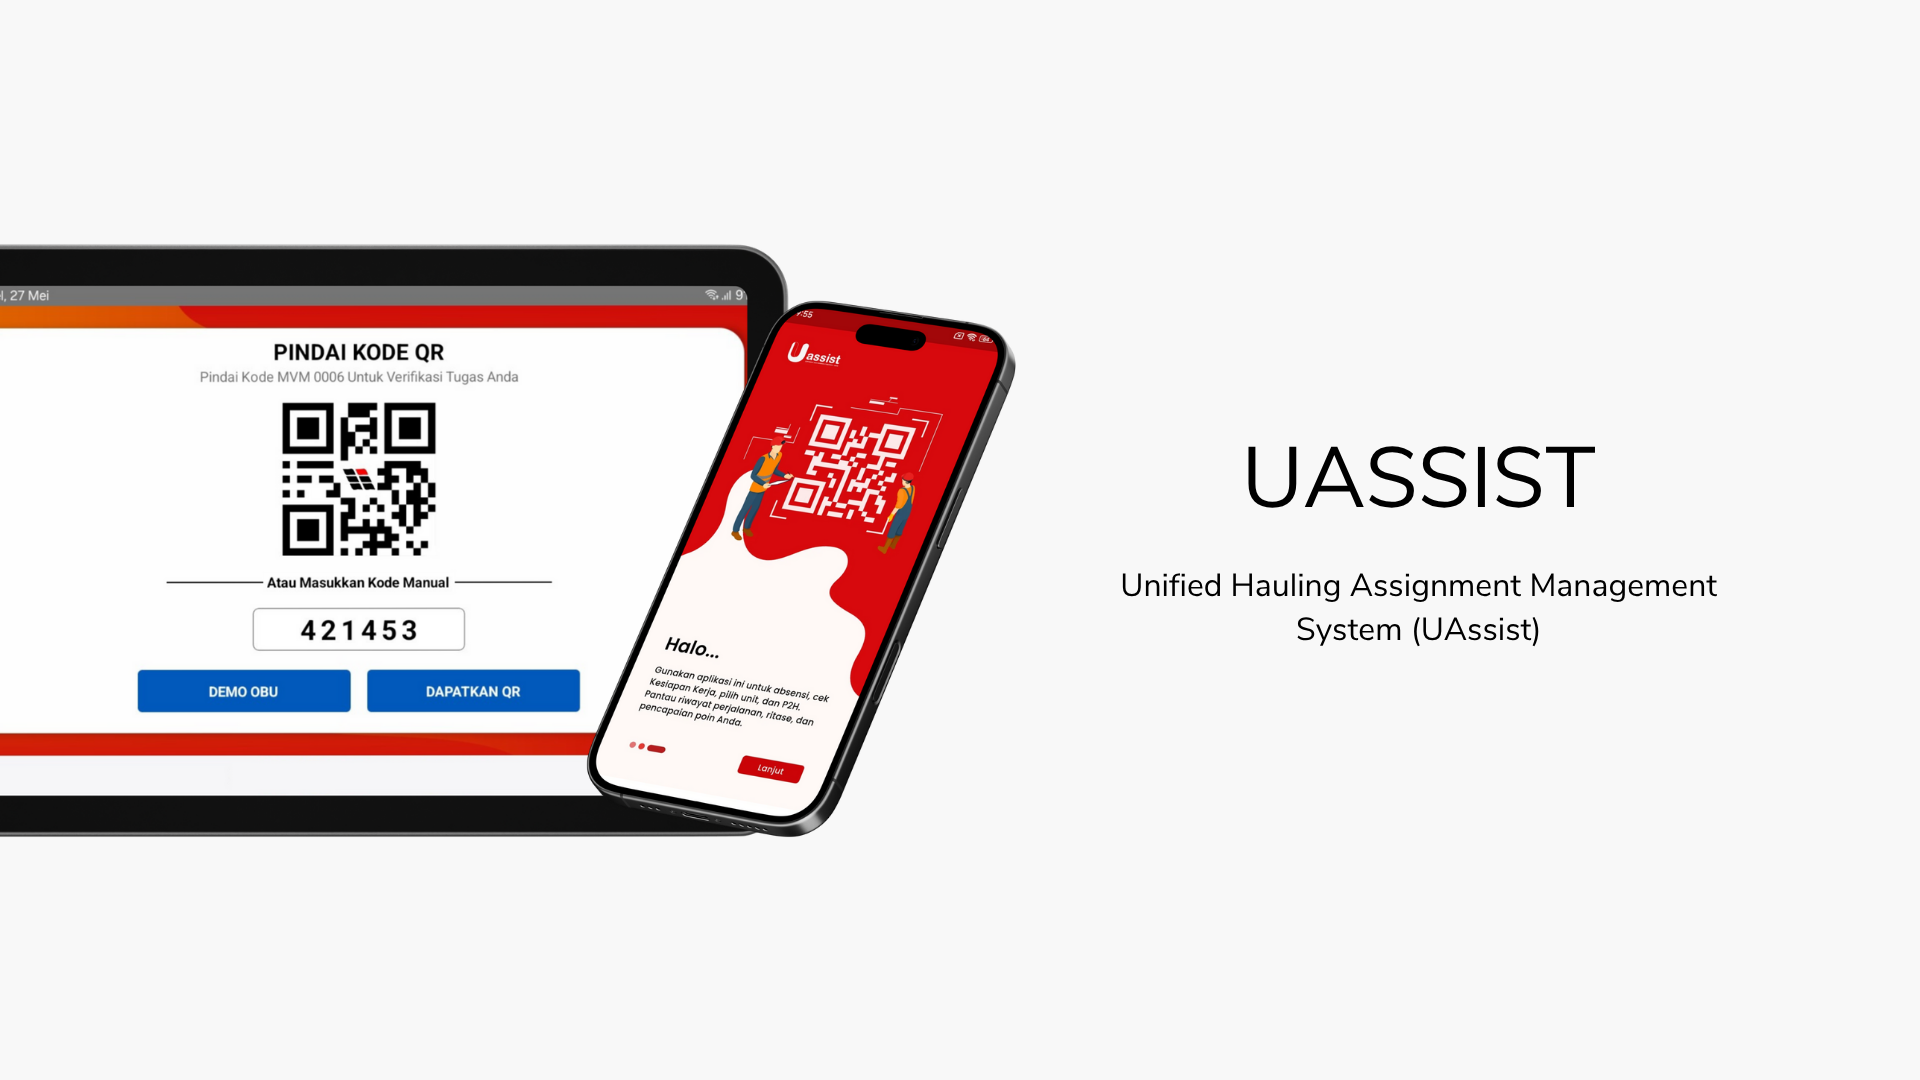 27 Mei
9
PINDAI KODE QR
Pindai Kode MVM 0006 Untuk Verifikasi Tugas Anda
Atau Masukkan Kode Manual
421453
DEMO OBU
DAPATKAN QR
:55
Uassist
Halo...
Gunakan aplikasi ini untuk absensi, cek
Kesiapan Kerja, pilih unit, dan P2H.
Pantau riwayat perjalanan, ritase, dan
pencapaian poin Anda.
Lanjut
UASSIST
Unified Hauling Assignment Management
System (UAssist)